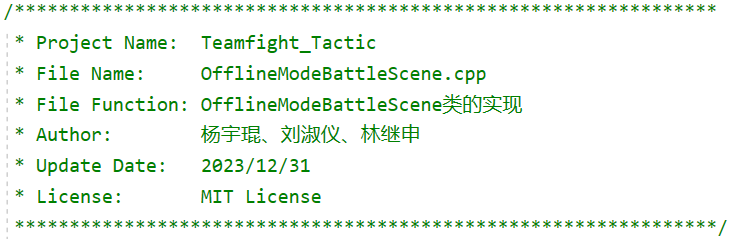 /****************************************************************
 * Project Name:  Teamfight_Tactic
 * File Name:     OfflineModeBattleScene.cpp
 * File Function: OfflineModeBattleScene类的实现
 * Author:        杨宇琨、刘淑仪、林继申
 * Update Date:   2023/12/31
 * License:       MIT License
 ****************************************************************/